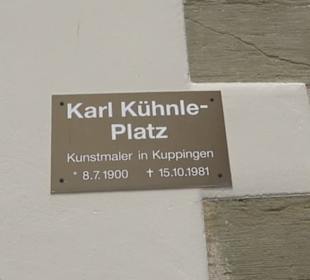 Karl Kühnle-
Platz
Kunstmaler in Kuppingen
* 8.7.1900 † 15.10.1981